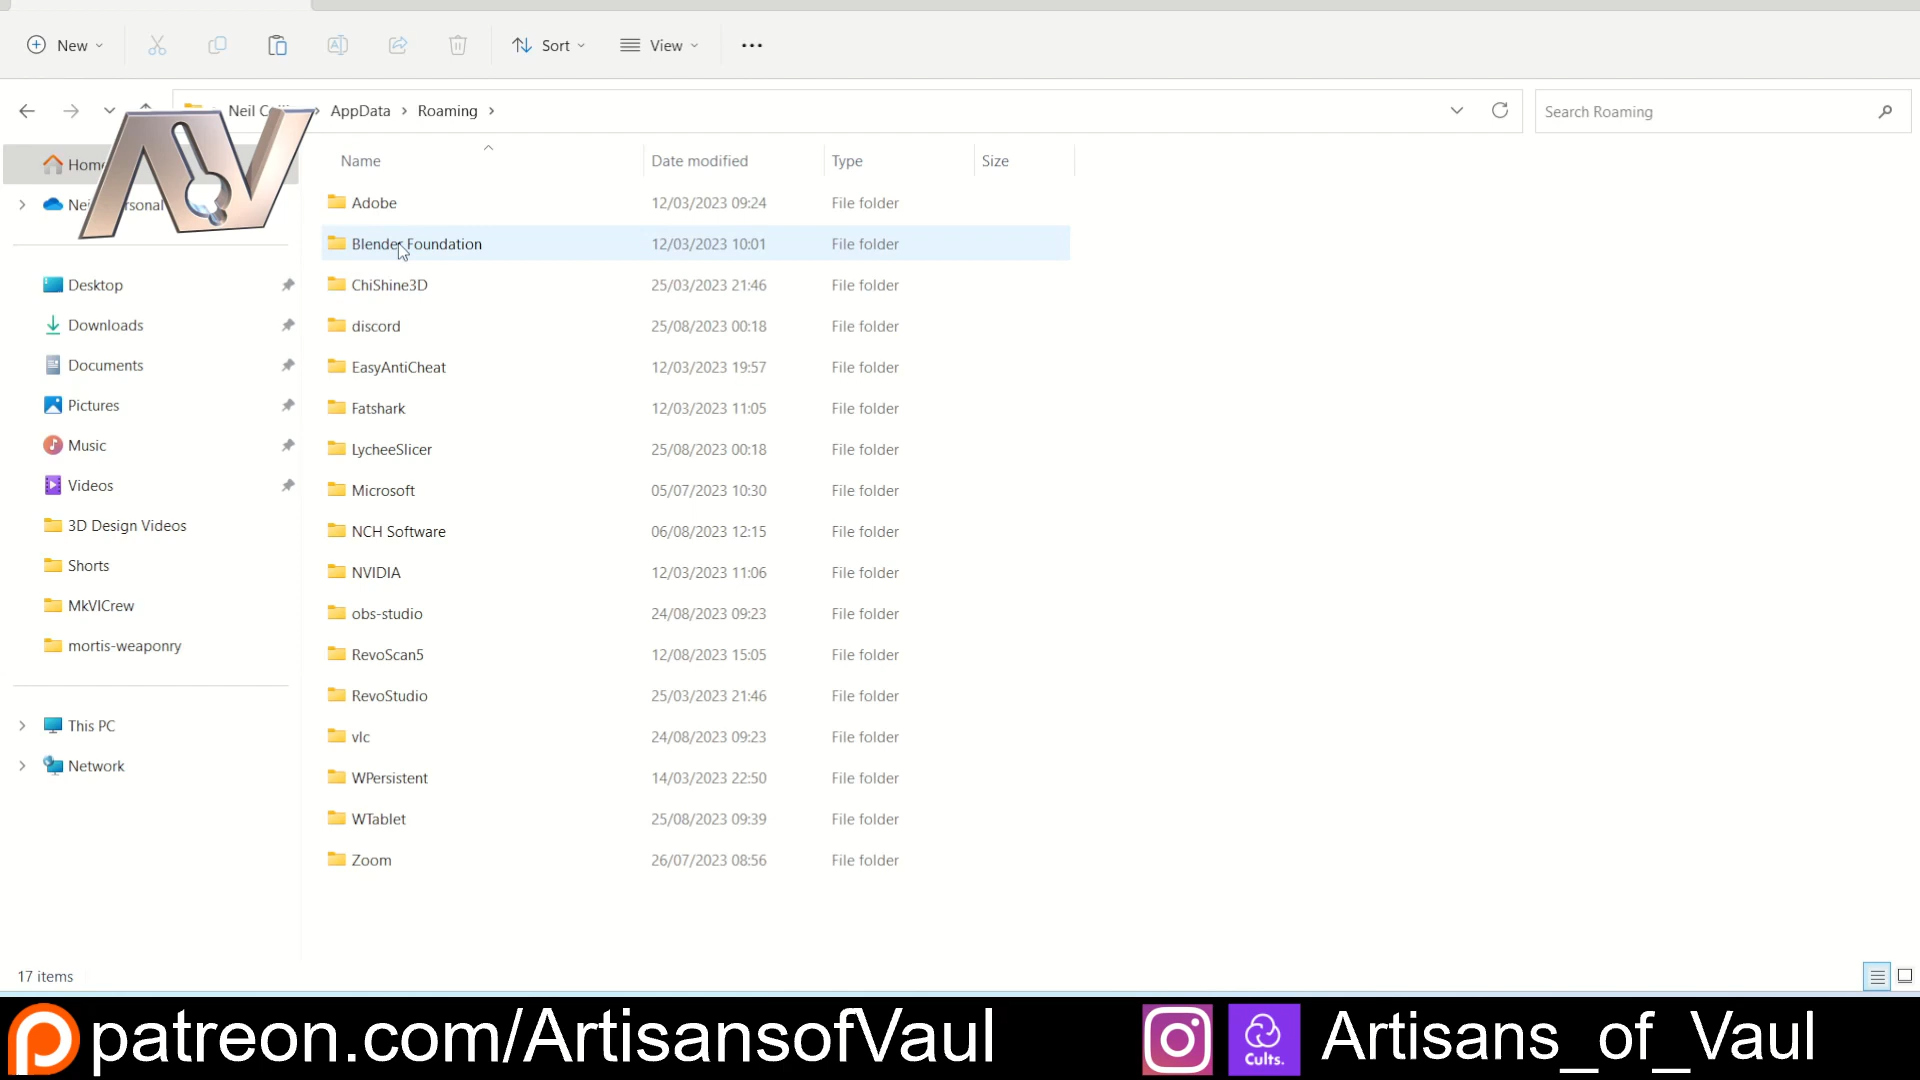 New
Sort
View
Neil
AppData
Roaming
Search Roaming
Name
Date modified
Type
Size
Home
Desktop
Downloads
Documents
Pictures
Music
Videos
3D Design Videos
Shorts
MkVICrew
mortis-weaponry
This PC
Network
Adobe 12/03/2023 09:24 File folder
Blender Foundation 12/03/2023 10:01 File folder
ChiShine3D 25/03/2023 21:46 File folder
discord 25/08/2023 00:18 File folder
EasyAntiCheat 12/03/2023 19:57 File folder
Fatshark 12/03/2023 11:05 File folder
LycheeSlicer 25/08/2023 00:18 File folder
Microsoft 05/07/2023 10:30 File folder
NCH Software 06/08/2023 12:15 File folder
NVIDIA 12/03/2023 11:06 File folder
obs-studio 24/08/2023 09:23 File folder
RevoScan5 12/08/2023 15:05 File folder
RevoStudio 25/03/2023 21:46 File folder
vlc 24/08/2023 09:23 File folder
WPersistent 14/03/2023 22:50 File folder
WTablet 25/08/2023 09:39 File folder
Zoom 26/07/2023 08:56 File folder
17 items
patreon.com/ArtisansofVaul
Cults.
Artisans_of_Vaul